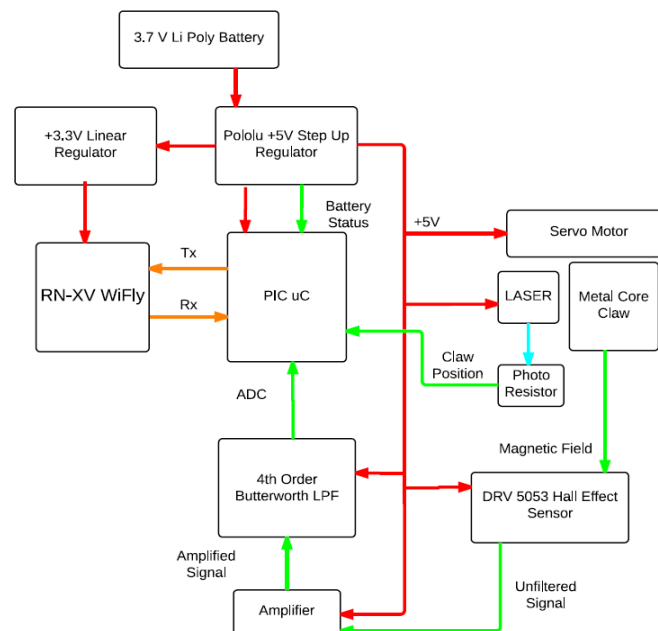 3.7 V Li Poly Battery
+3.3V Linear
Regulator
Pololu +5V Step Up
Regulator
Battery
Status
+5V
Servo Motor
Tx
RN-XV WiFly
Rx
PIC uC
LASER
Metal Core
Claw
Claw
Position
Photo
Resistor
ADC
Magnetic Field
4th Order
Butterworth LPF
DRV 5053 Hall Effect
Sensor
Amplified
Signal
Unfiltered
Signal
Amplifier